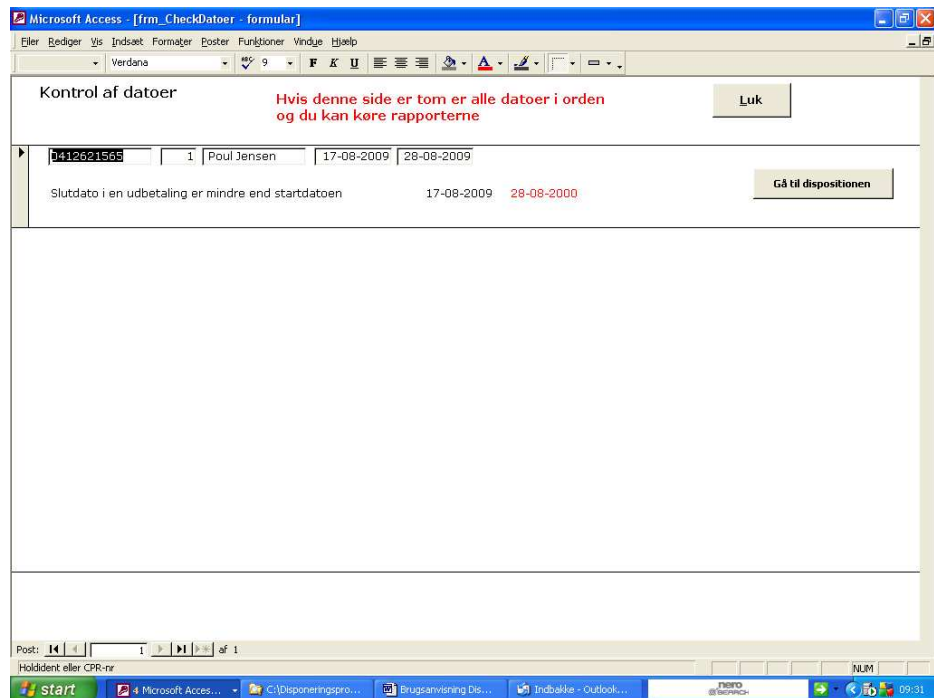 Microsoft Access - [frm_CheckDatoer - formular]
Filer Rediger Vis Indsæt Formater Poster Funktioner Vindue Hjælp
Verdana 9 F K U A
Kontrol af datoer
Hvis denne side er tom er alle datoer i orden
og du kan køre rapporterne
Luk
0412621565 1 Poul Jensen 17-08-2009 28-08-2009
Slutdato i en udbetaling er mindre end startdatoen 17-08-2009 28-08-2000
Gå til dispositionen
Post: 1 af 1
Holdident eller CPR-nr NUM
start 4 Microsoft Acces... C:\Disponeringspro... Brugsanvisning Dis... Indbakke - Outlook... nero SEARCH 09:31